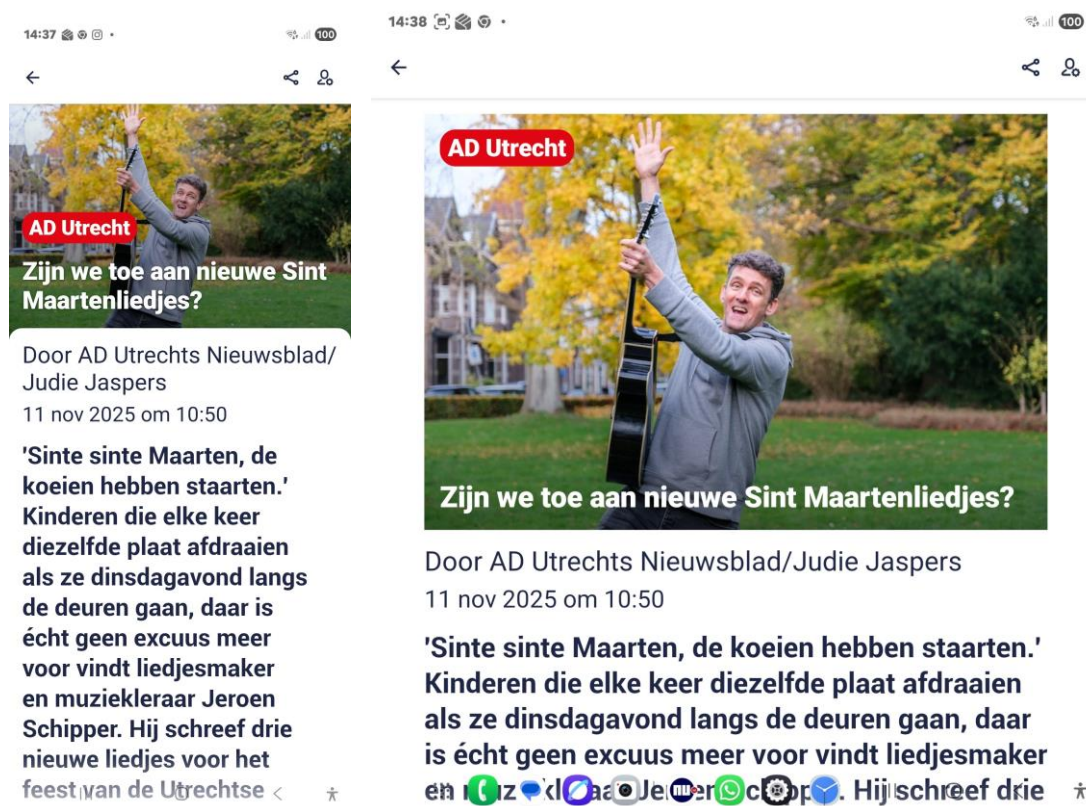 14:37
100
AD Utrecht
Zijn we toe aan nieuwe Sint
Maartenliedjes?
Door AD Utrechts Nieuwsblad/
Judie Jaspers
11 nov 2025 om 10:50
'Sinte sinte Maarten, de
koeien hebben staarten.'
Kinderen die elke keer
diezelfde plaat afdraaien
als ze dinsdagavond langs
de deuren gaan, daar is
écht geen excuus meer
voor vindt liedjesmaker
en muziekleraar Jeroen
Schipper. Hij schreef drie
nieuwe liedjes voor het
feest van de Utrechtse
14:38
100
AD Utrecht
Zijn we toe aan nieuwe Sint Maartenliedjes?
Door AD Utrechts Nieuwsblad/Judie Jaspers
11 nov 2025 om 10:50
'Sinte sinte Maarten, de koeien hebben staarten.'
Kinderen die elke keer diezelfde plaat afdraaien
als ze dinsdagavond langs de deuren gaan, daar
is écht geen excuus meer voor vindt liedjesmaker
en Hij schreef drie